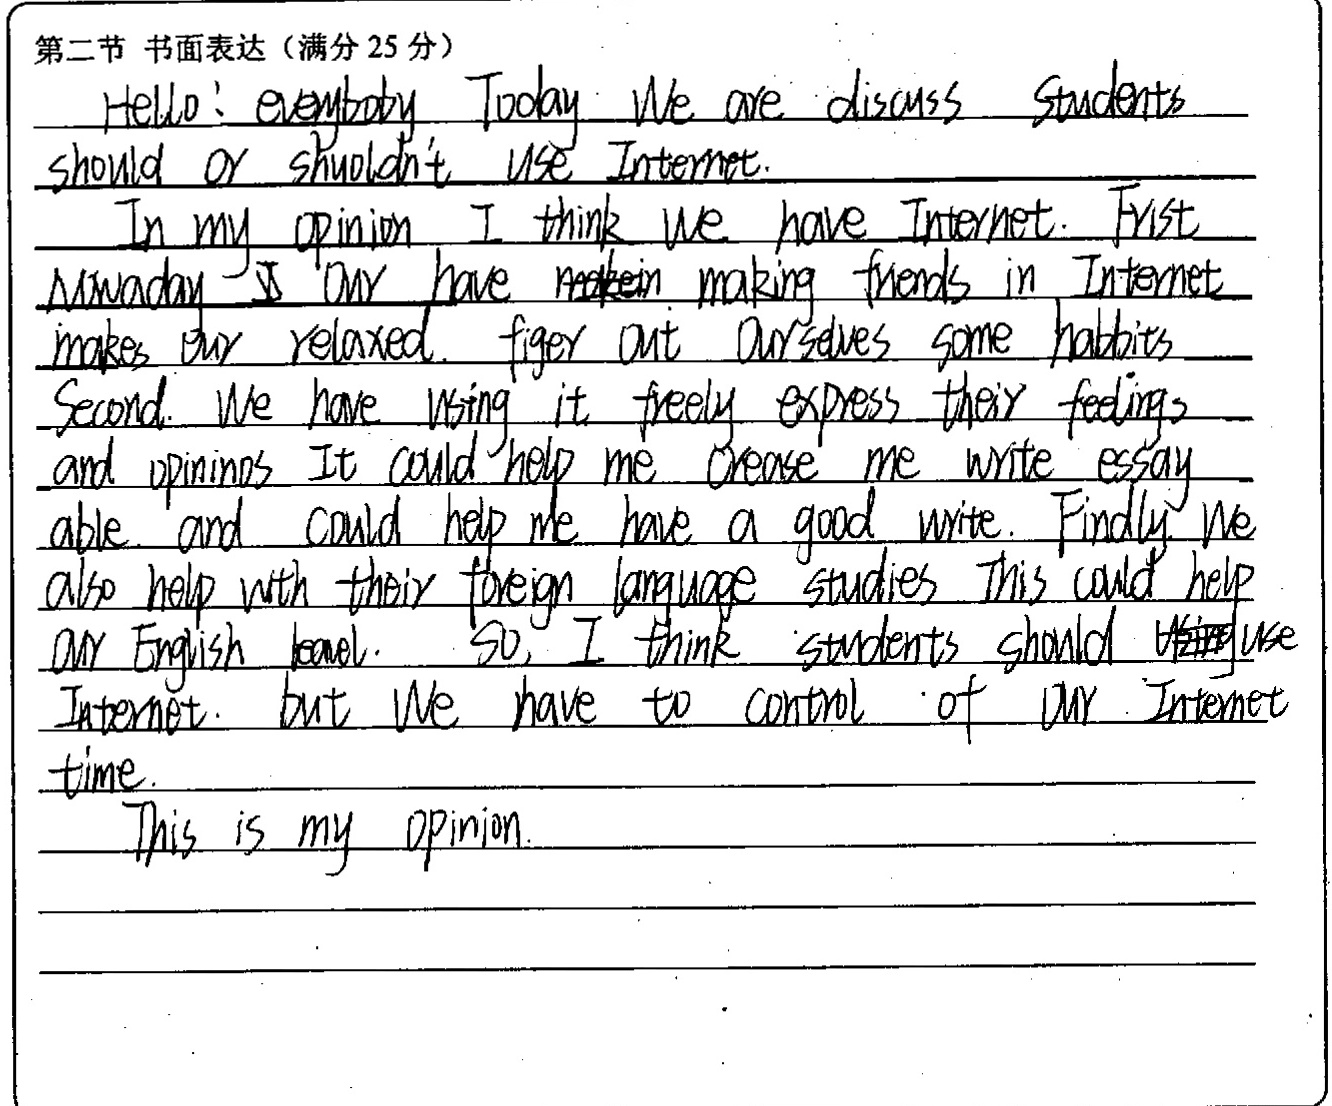 第二节 书面表达（满分 25 分）
Hello! everyboby Today We are discuss Students
should or shuoldn't use Internet.
In my opinion I think we have Internet. Frist
Nowaday our have making friends in Internet
makes our relaxed. figer out ourselves some habbits
Second. We have using it freely express their feelings
and opininos It could help me crease me write essay
able. and could help me have a good write. Findly. We
also help with their foreign language studies This could help
our English level. So, I think students should use
Internet. but We have to control of our Internet
time.
This is my opinion.